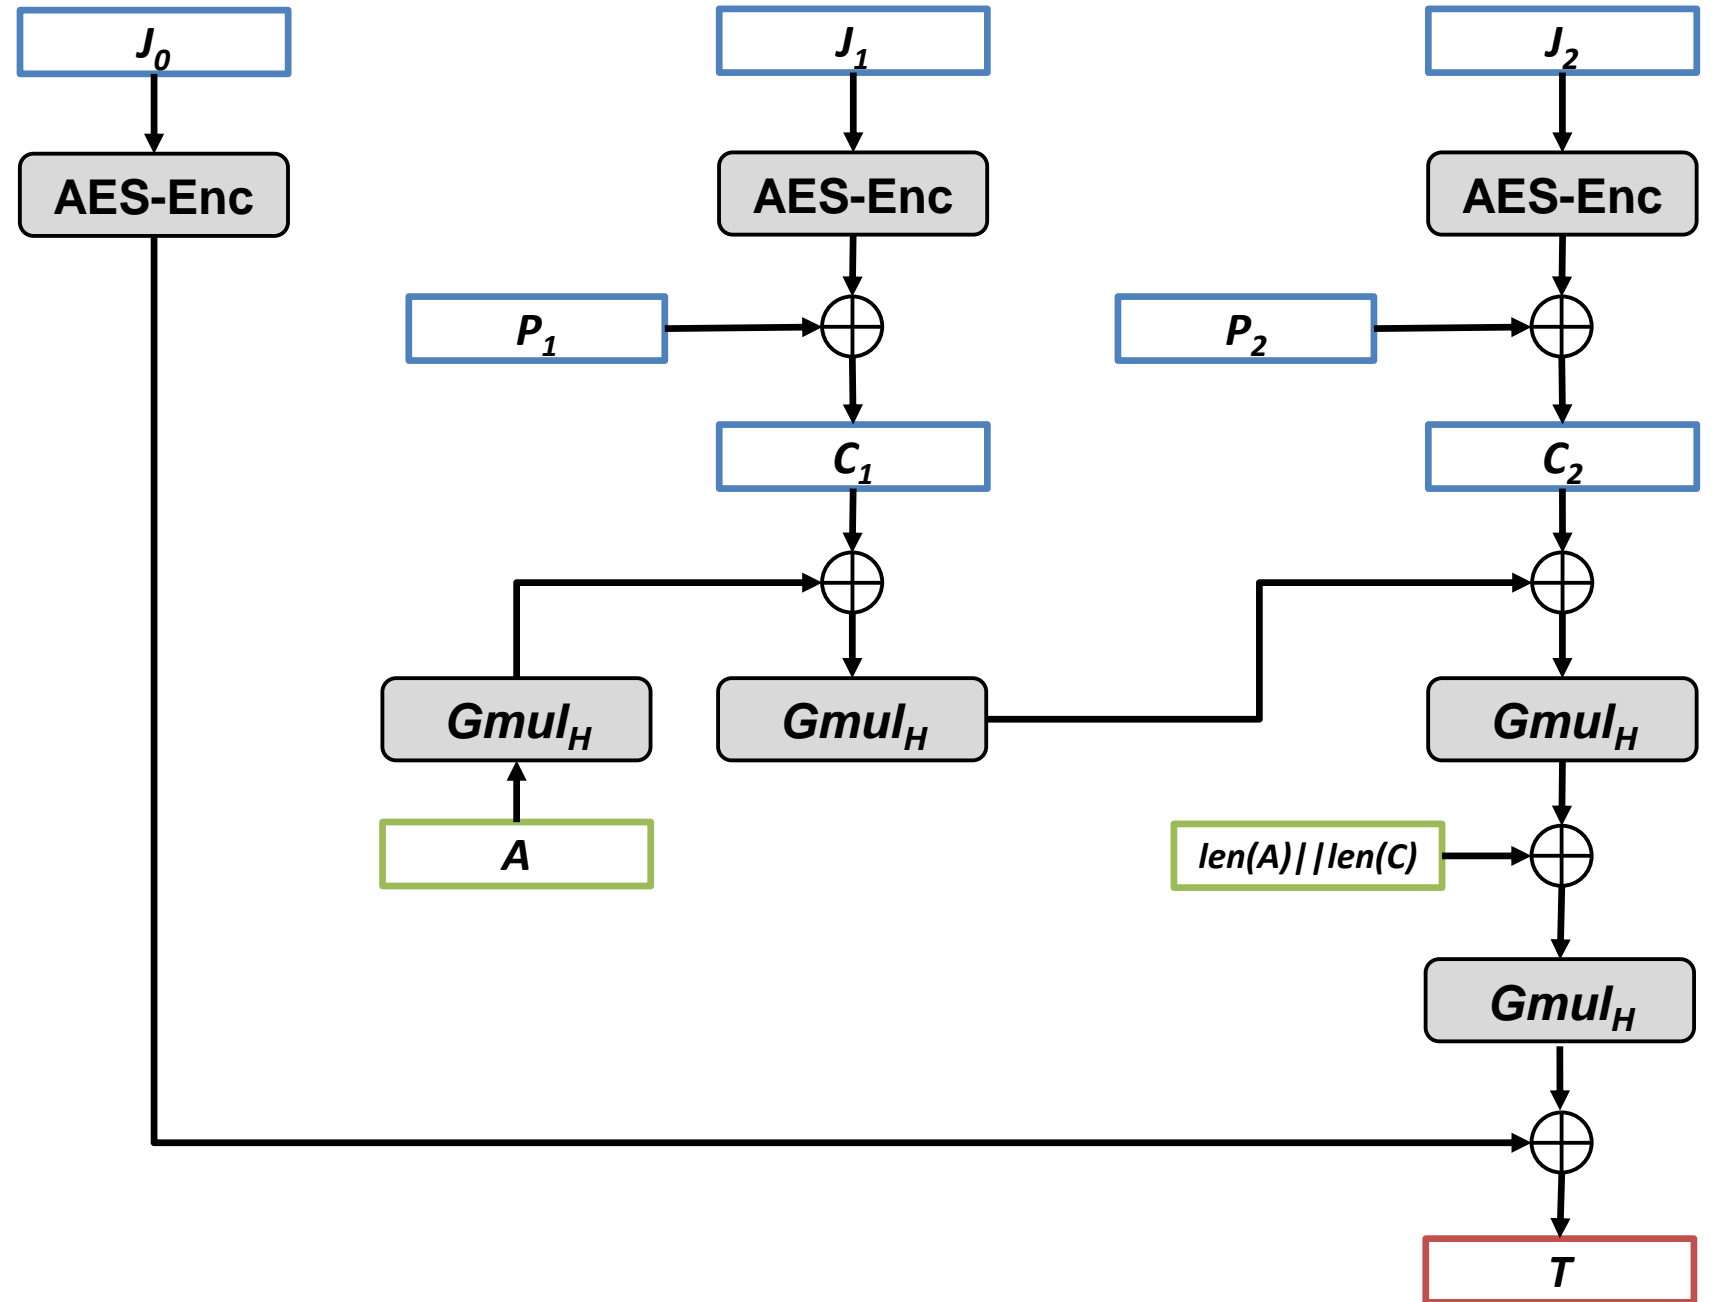 J0 J1 J2
AES-Enc AES-Enc AES-Enc
P1 P2
C1 C2
GmulH GmulH GmulH
A len(A)||len(C)
GmulH
T